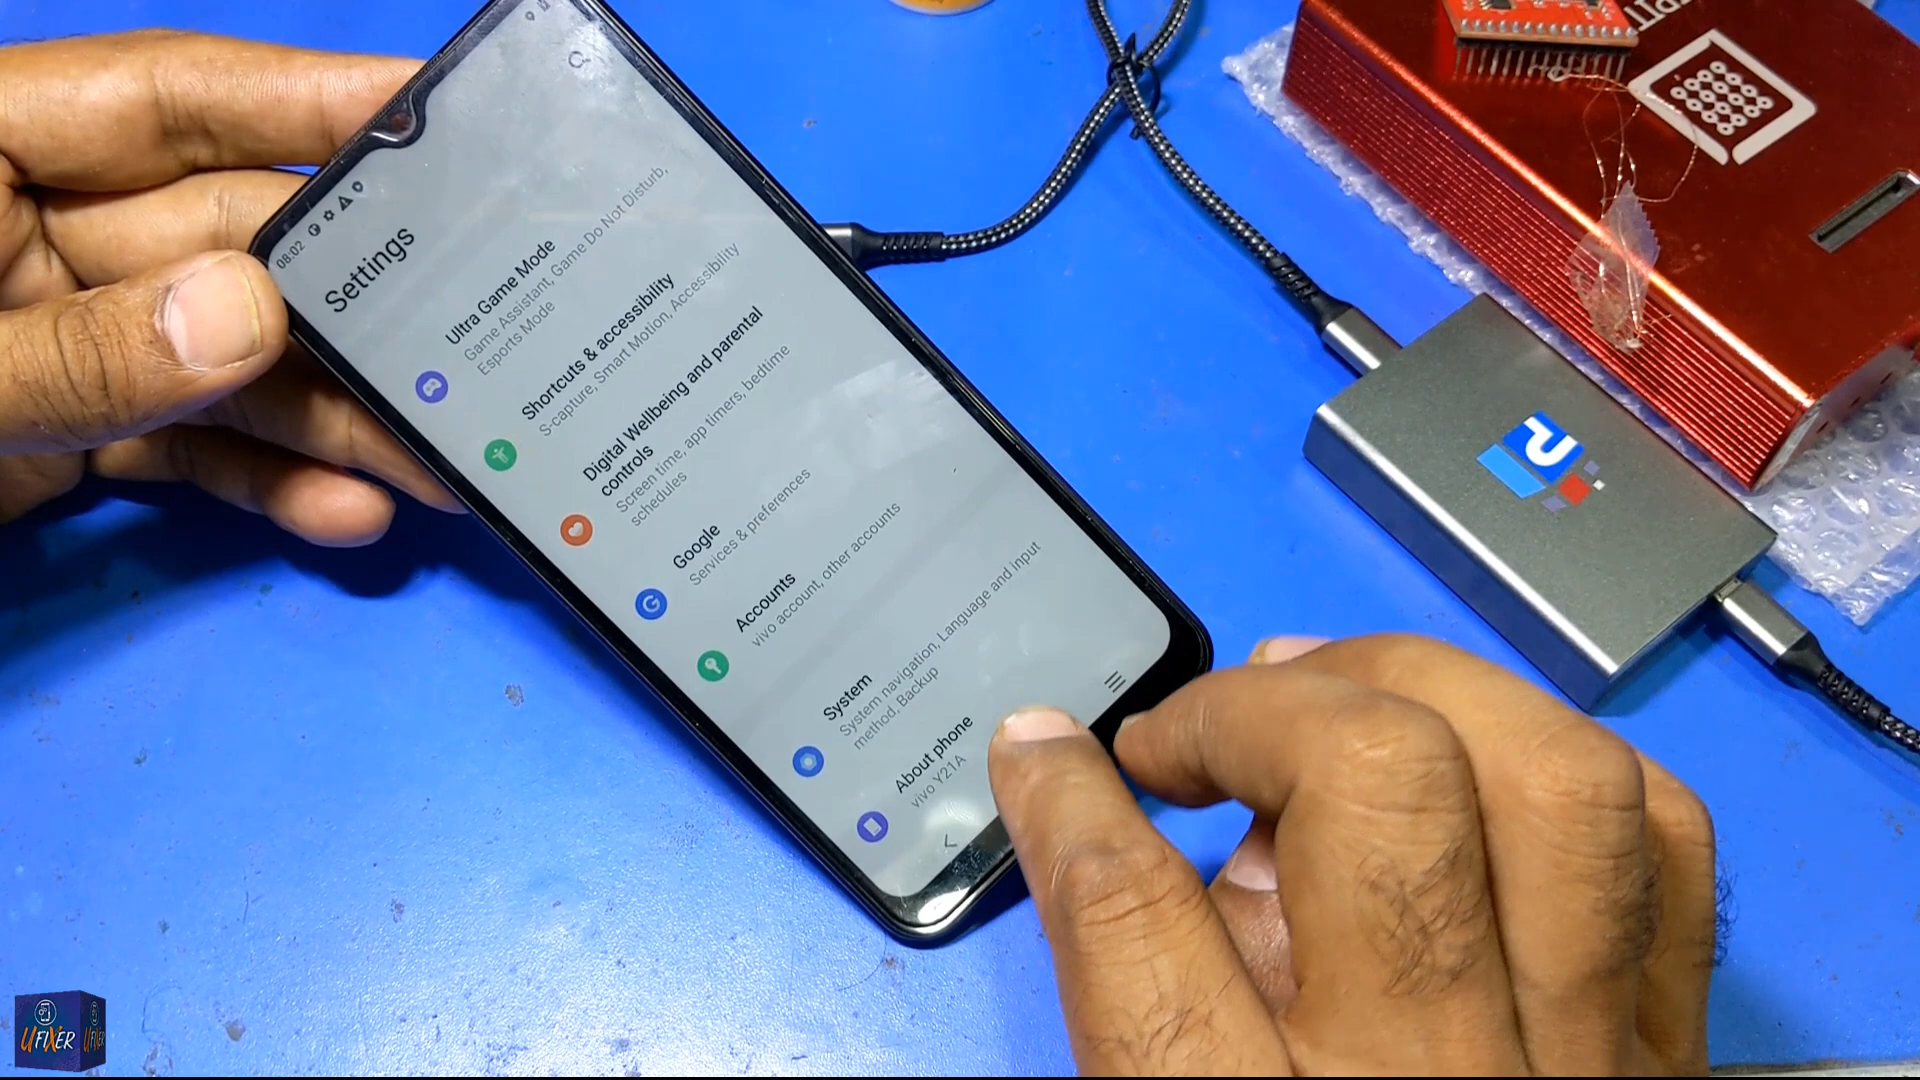 08:02
Settings
Ultra Game Mode
Game Assistant, Game Do Not Disturb,
Esports Mode
Shortcuts & accessibility
S-capture, Smart Motion, Accessibility
Digital Wellbeing and parental
controls
Screen time, app timers, bedtime
schedules
Google
Services & preferences
Accounts
vivo account, other accounts
System
System navigation, Language and input
method, Backup
About phone
vivo Y21A
UFIXER
UFIXER